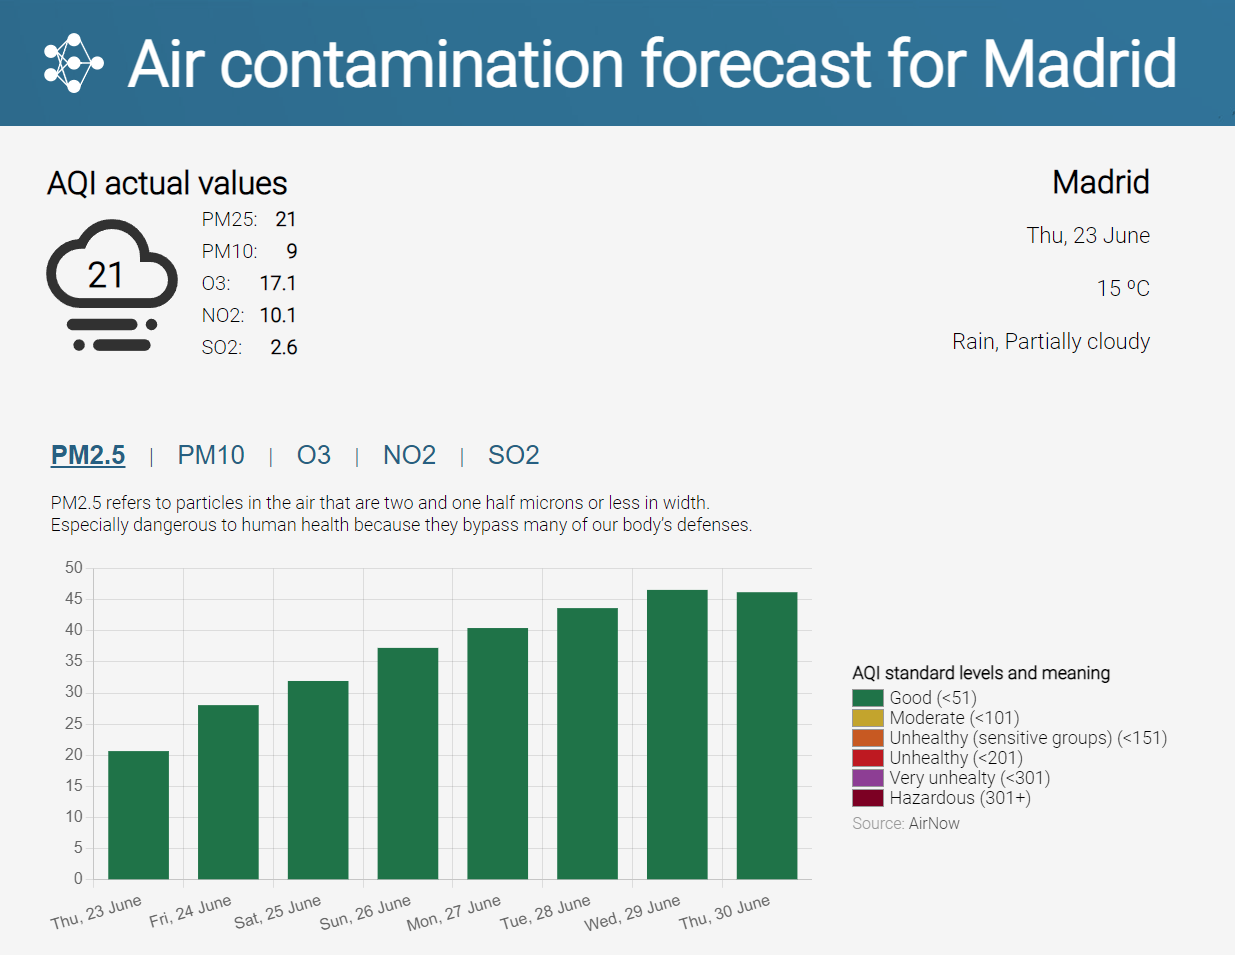 Air contamination forecast for Madrid
AQI actual values
21
PM25: 21
PM10: 9
O3: 17.1
NO2: 10.1
SO2: 2.6
Madrid
Thu, 23 June
15 ºC
Rain, Partially cloudy
PM2.5 | PM10 | O3 | NO2 | SO2
PM2.5 refers to particles in the air that are two and one half microns or less in width.
Especially dangerous to human health because they bypass many of our body's defenses.
50
45
40
35
30
25
20
15
10
5
0
Thu, 23 June
Fri, 24 June
Sat, 25 June
Sun, 26 June
Mon, 27 June
Tue, 28 June
Wed, 29 June
Thu, 30 June
AQI standard levels and meaning
Good (<51)
Moderate (<101)
Unhealthy (sensitive groups) (<151)
Unhealthy (<201)
Very unhealty (<301)
Hazardous (301+)
Source: AirNow